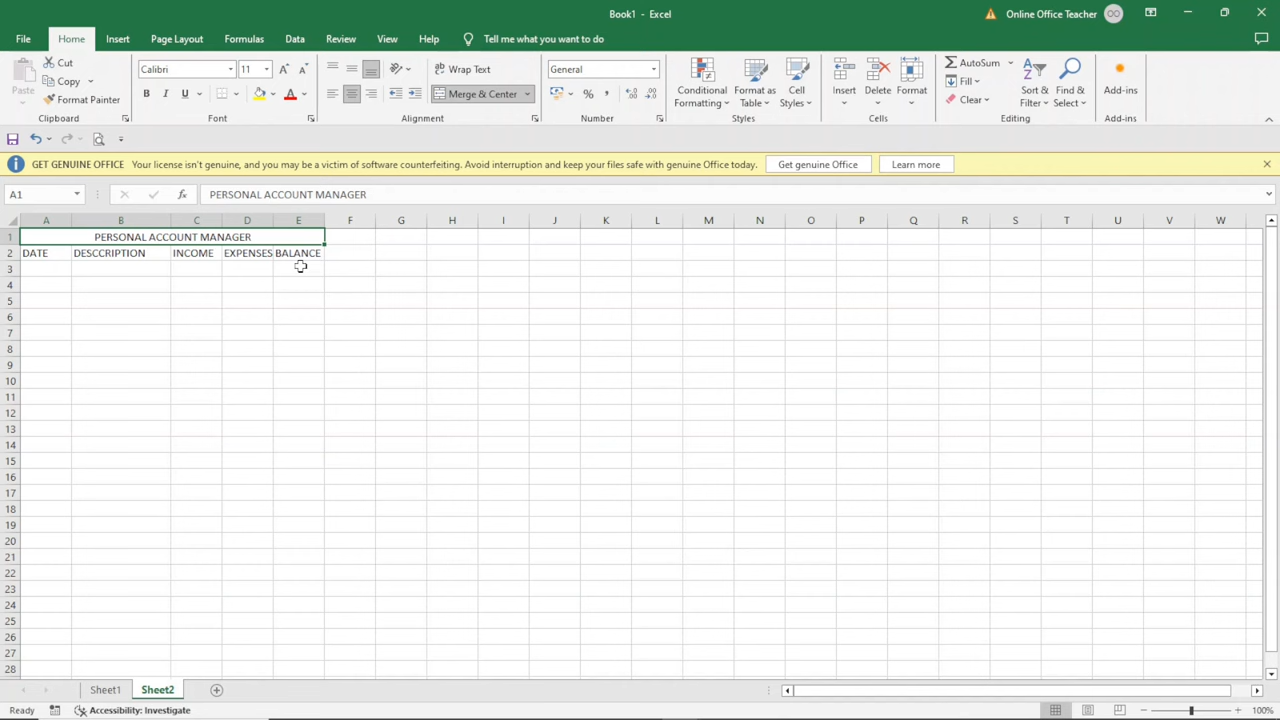 Book1 - Excel
Online Office Teacher
OO
File Home Insert Page Layout Formulas Data Review View Help Tell me what you want to do
Paste
Cut
Copy
Format Painter
Clipboard
Calibri 11
B I U
Font
Wrap Text
Merge & Center
Alignment
General
%
Number
Conditional Formatting
Format as Table
Cell Styles
Styles
Insert
Delete
Format
Cells
AutoSum
Fill
Clear
Sort & Filter
Find & Select
Editing
Add-ins
Add-ins
GET GENUINE OFFICE Your license isn't genuine, and you may be a victim of software counterfeiting. Avoid interruption and keep your files safe with genuine Office today. Get genuine Office Learn more
A1 fx PERSONAL ACCOUNT MANAGER
A B C D E F G H I J K L M N O P Q R S T U V W
1 PERSONAL ACCOUNT MANAGER
2 DATE DESCCRIPTION INCOME EXPENSES BALANCE
3
4
5
6
7
8
9
10
11
12
13
14
15
16
17
18
19
20
21
22
23
24
25
26
27
28
Sheet1 Sheet2
Ready Accessibility: Investigate 100%